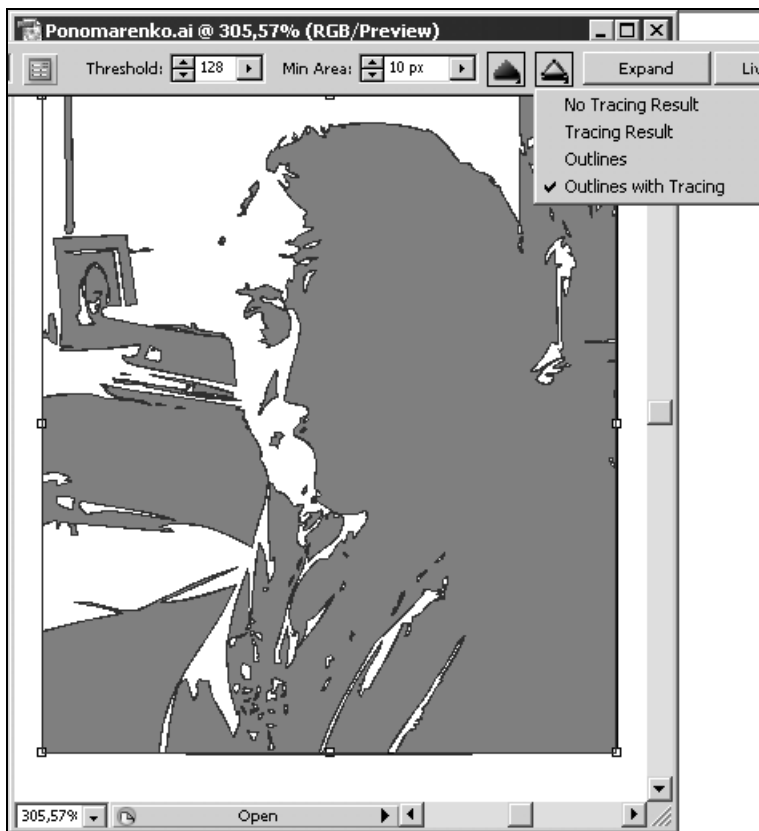 Ponomarenko.ai @ 305,57% (RGB/Preview)
Threshold: 128 Min Area: 10 px Expand Liv
No Tracing Result
Tracing Result
Outlines
✔ Outlines with Tracing
305,57% Open